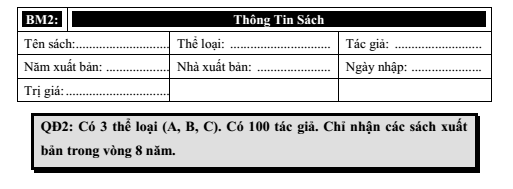 BM2: Thông Tin Sách
Tên sách:............................ Thể loại: .............................. Tác giả: ..........................
Năm xuất bản: ................... Nhà xuất bản: ...................... Ngày nhập: .....................
Trị giá:...............................
QĐ2: Có 3 thể loại (A, B, C). Có 100 tác giả. Chỉ nhận các sách xuất
bản trong vòng 8 năm.